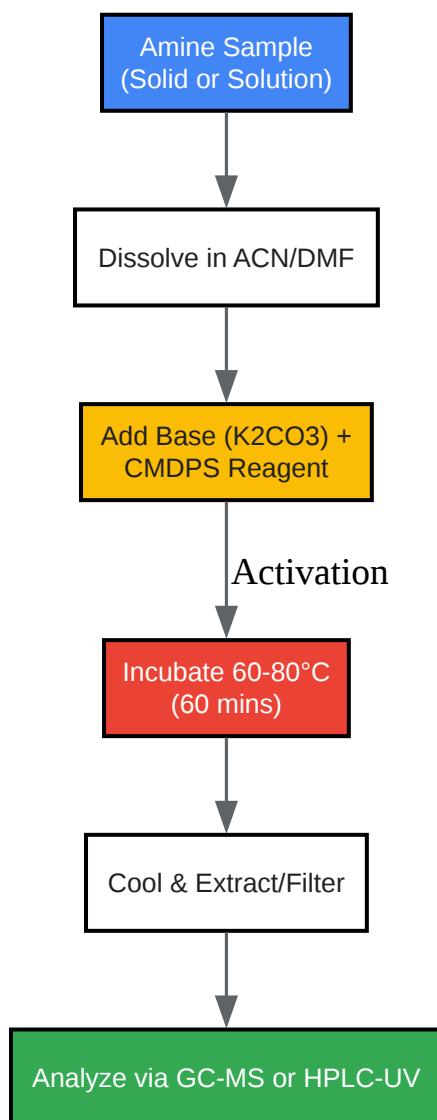 Amine Sample
(Solid or Solution)
Dissolve in ACN/DMF
Add Base (K2CO3) +
CMDPS Reagent
Activation
Incubate 60-80°C
(60 mins)
Cool & Extract/Filter
Analyze via GC-MS or HPLC-UV